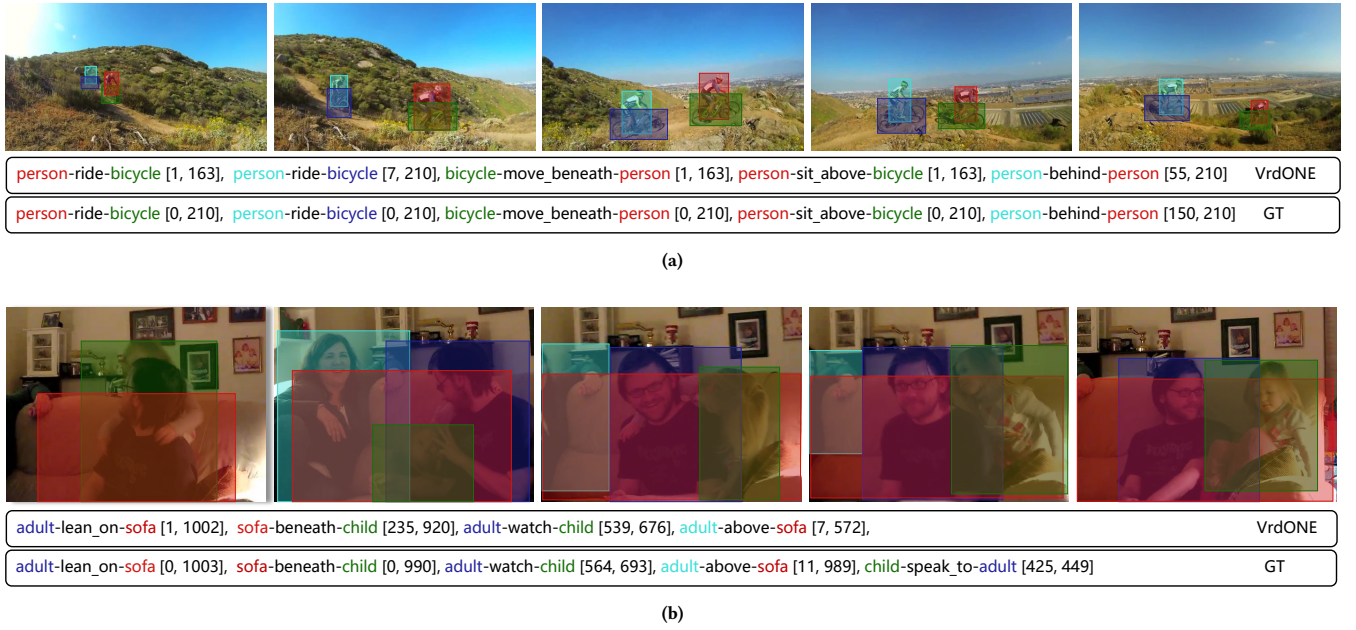 person-ride-bicycle [1, 163], person-ride-bicycle [7, 210], bicycle-move_beneath-person [1, 163], person-sit_above-bicycle [1, 163], person-behind-person [55, 210] VrdONE
person-ride-bicycle [0, 210], person-ride-bicycle [0, 210], bicycle-move_beneath-person [0, 210], person-sit_above-bicycle [0, 210], person-behind-person [150, 210] GT
(a)
adult-lean_on-sofa [1, 1002], sofa-beneath-child [235, 920], adult-watch-child [539, 676], adult-above-sofa [7, 572], VrdONE
adult-lean_on-sofa [0, 1003], sofa-beneath-child [0, 990], adult-watch-child [564, 693], adult-above-sofa [11, 989], child-speak_to-adult [425, 449] GT
(b)